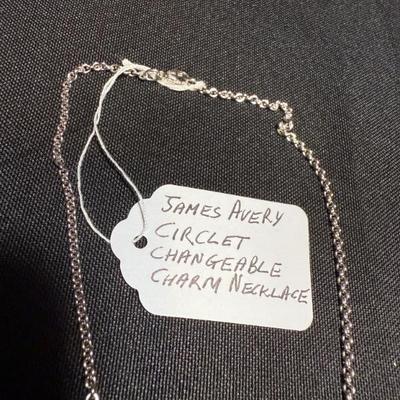 JAMES AVERY
CIRCLET
CHANGEABLE
CHARM NECKLACE